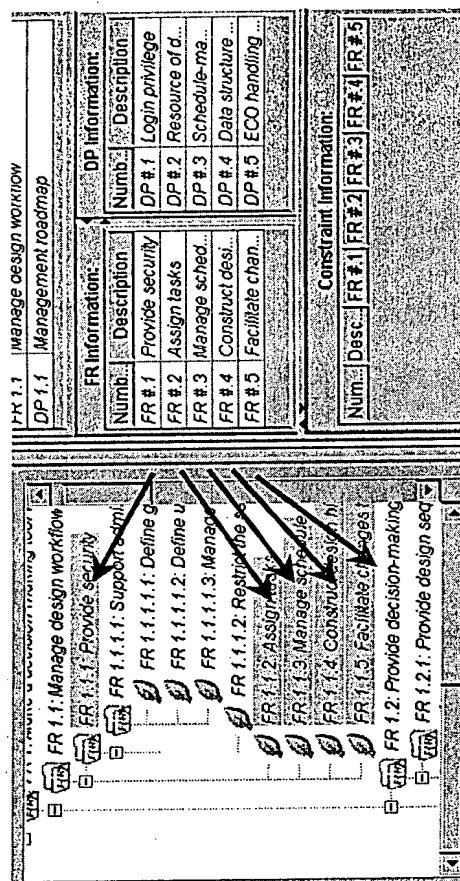 FR 1.1 Manage design workflow
DP 1.1 Management roadmap
FR Information:
Numb... Description
FR #.1 Provide security
FR #.2 Assign tasks
FR #.3 Manage sched...
FR #.4 Construct desi...
FR #.5 Facilitate chan...
DP Information:
Numb... Description
DP #.1 Login privilege
DP #.2 Resource of d...
DP #.3 Schedule-ma...
DP #.4 Data structure ...
DP #.5 ECO handling...
Constraint Information:
Num... Desc... FR #.1 FR #.2 FR #.3 FR #.4 FR #.5
FR 1.1: Manage design workflow
FR 1.1.1: Provide security
FR 1.1.1.1: Support admi
FR 1.1.1.1.1: Define g
FR 1.1.1.1.2: Define u
FR 1.1.1.1.3: Manage
FR 1.1.1.2: Restrict the
FR 1.1.2: Assign
FR 1.1.3: Manage schedule
FR 1.1.4: Construct design hi
FR 1.1.5: Facilitate changes
FR 1.2: Provide decision-making
FR 1.2.1: Provide design seq